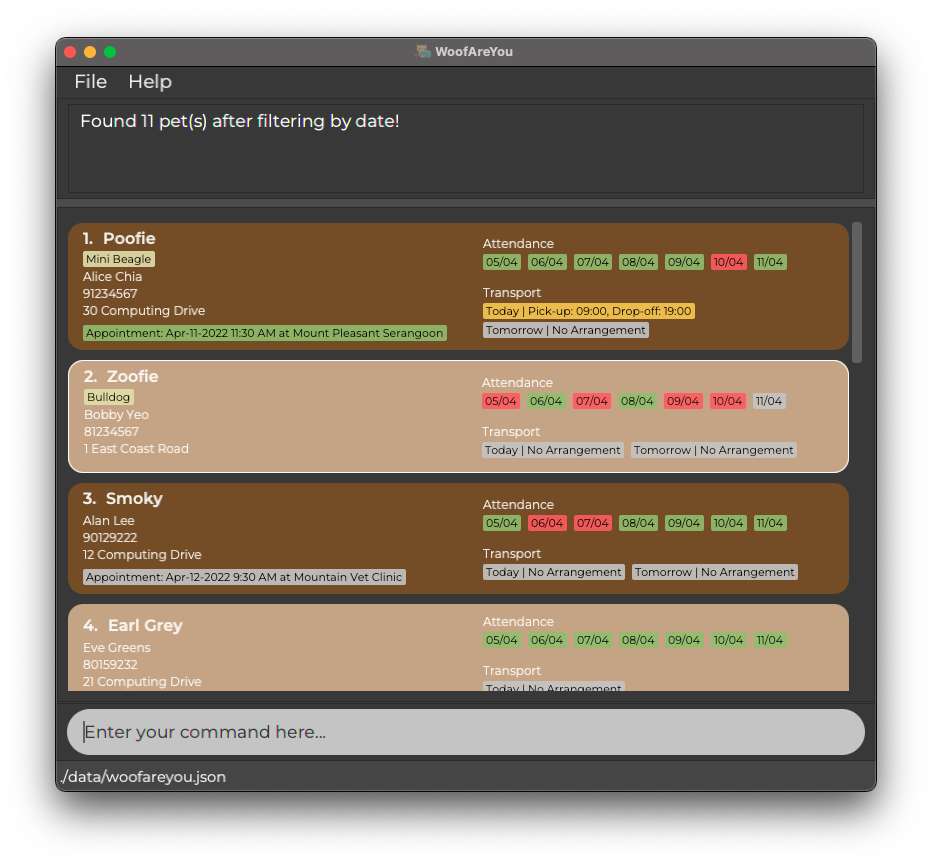 WoofAreYou
File Help
Found 11 pet(s) after filtering by date!
1. Poofie
Mini Beagle
Alice Chia
91234567
30 Computing Drive
Appointment: Apr-11-2022 11:30 AM at Mount Pleasant Serangoon
Attendance
05/04 06/04 07/04 08/04 09/04 10/04 11/04
Transport
Today | Pick-up: 09:00, Drop-off: 19:00
Tomorrow | No Arrangement
2. Zoofie
Bulldog
Bobby Yeo
81234567
1 East Coast Road
Attendance
05/04 06/04 07/04 08/04 09/04 10/04 11/04
Transport
Today | No Arrangement Tomorrow | No Arrangement
3. Smoky
Alan Lee
90129222
12 Computing Drive
Appointment: Apr-12-2022 9:30 AM at Mountain Vet Clinic
Attendance
05/04 06/04 07/04 08/04 09/04 10/04 11/04
Transport
Today | No Arrangement Tomorrow | No Arrangement
4. Earl Grey
Eve Greens
80159232
21 Computing Drive
Attendance
05/04 06/04 07/04 08/04 09/04 10/04 11/04
Transport
Today | No Arrangement
Enter your command here...
./data/woofareyou.json